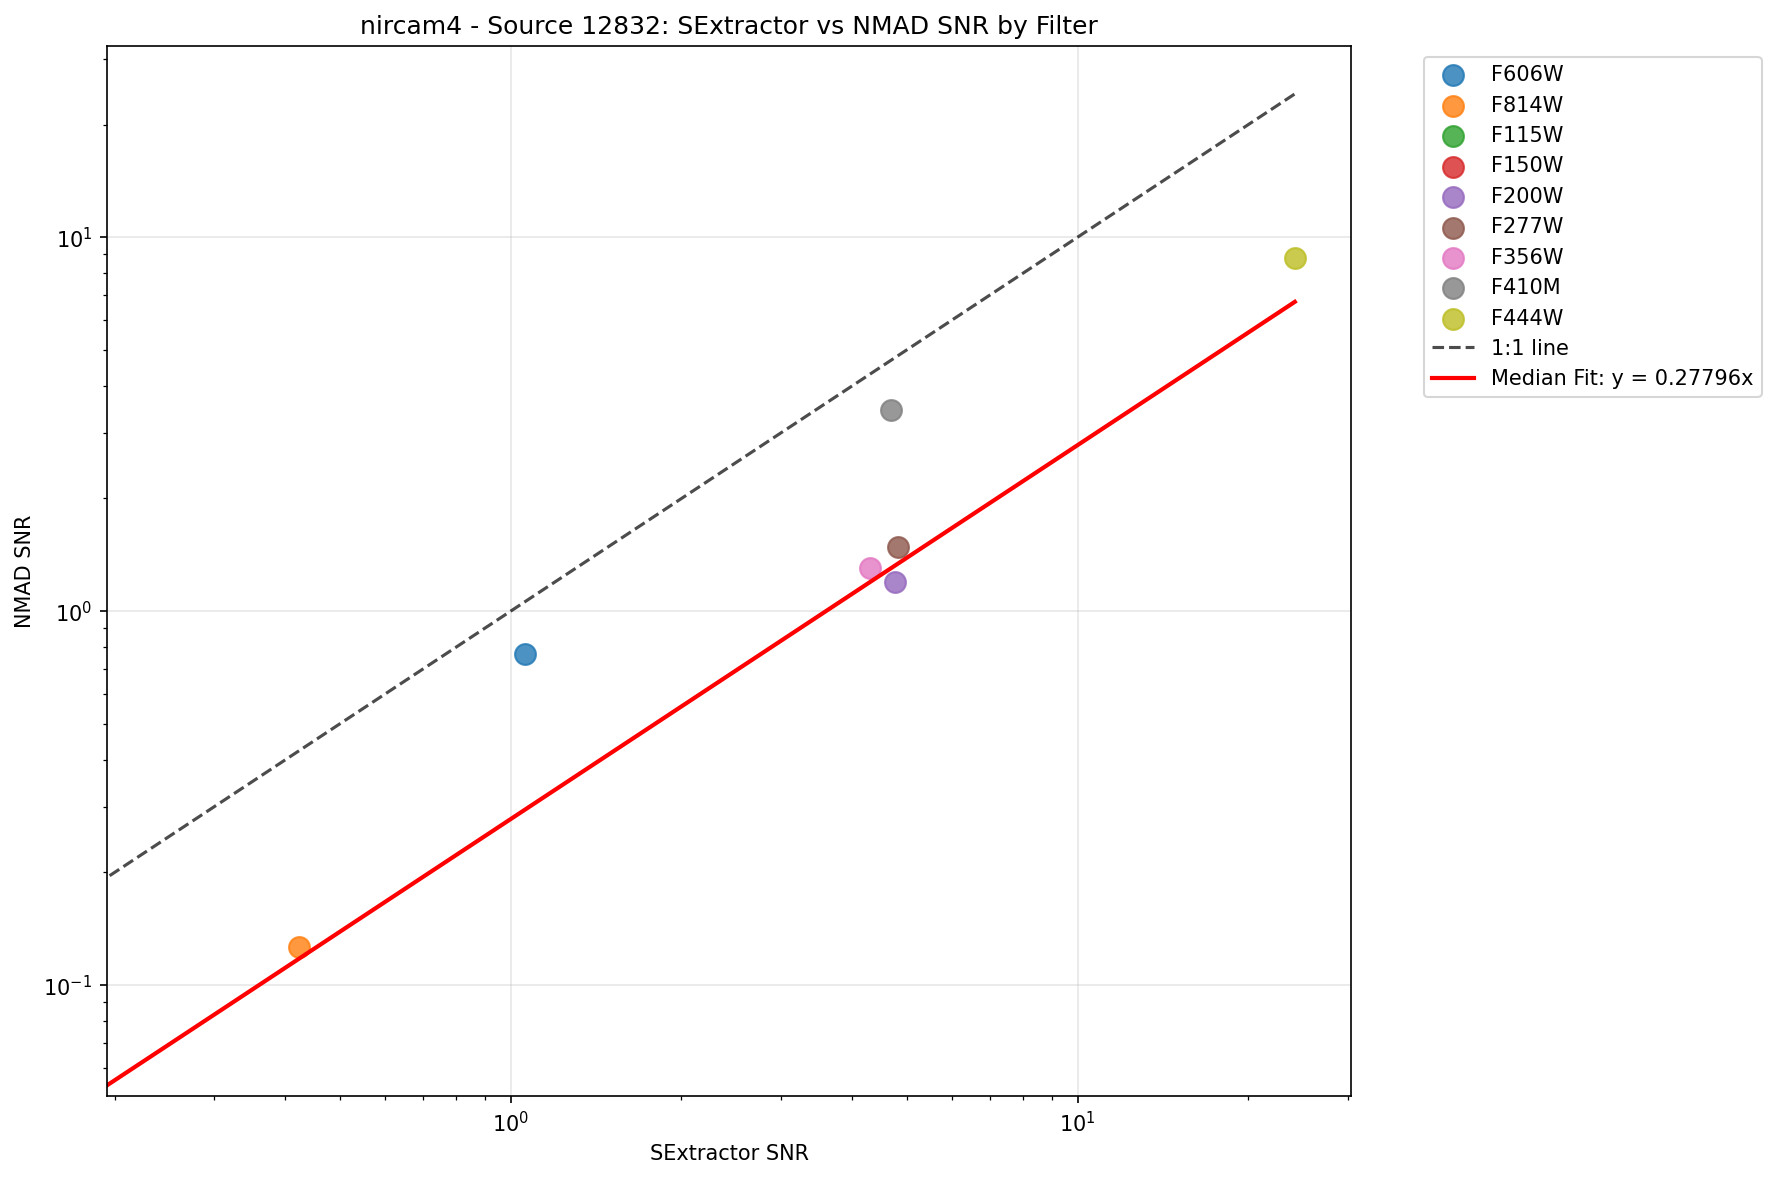 nircam4 - Source 12832: SExtractor vs NMAD SNR by Filter
F606W
F814W
F115W
F150W
F200W
F277W
F356W
F410M
F444W
1:1 line
Median Fit: y = 0.27796x
NMAD SNR
10¹
10⁰
10⁻¹
10⁰
10¹
SExtractor SNR